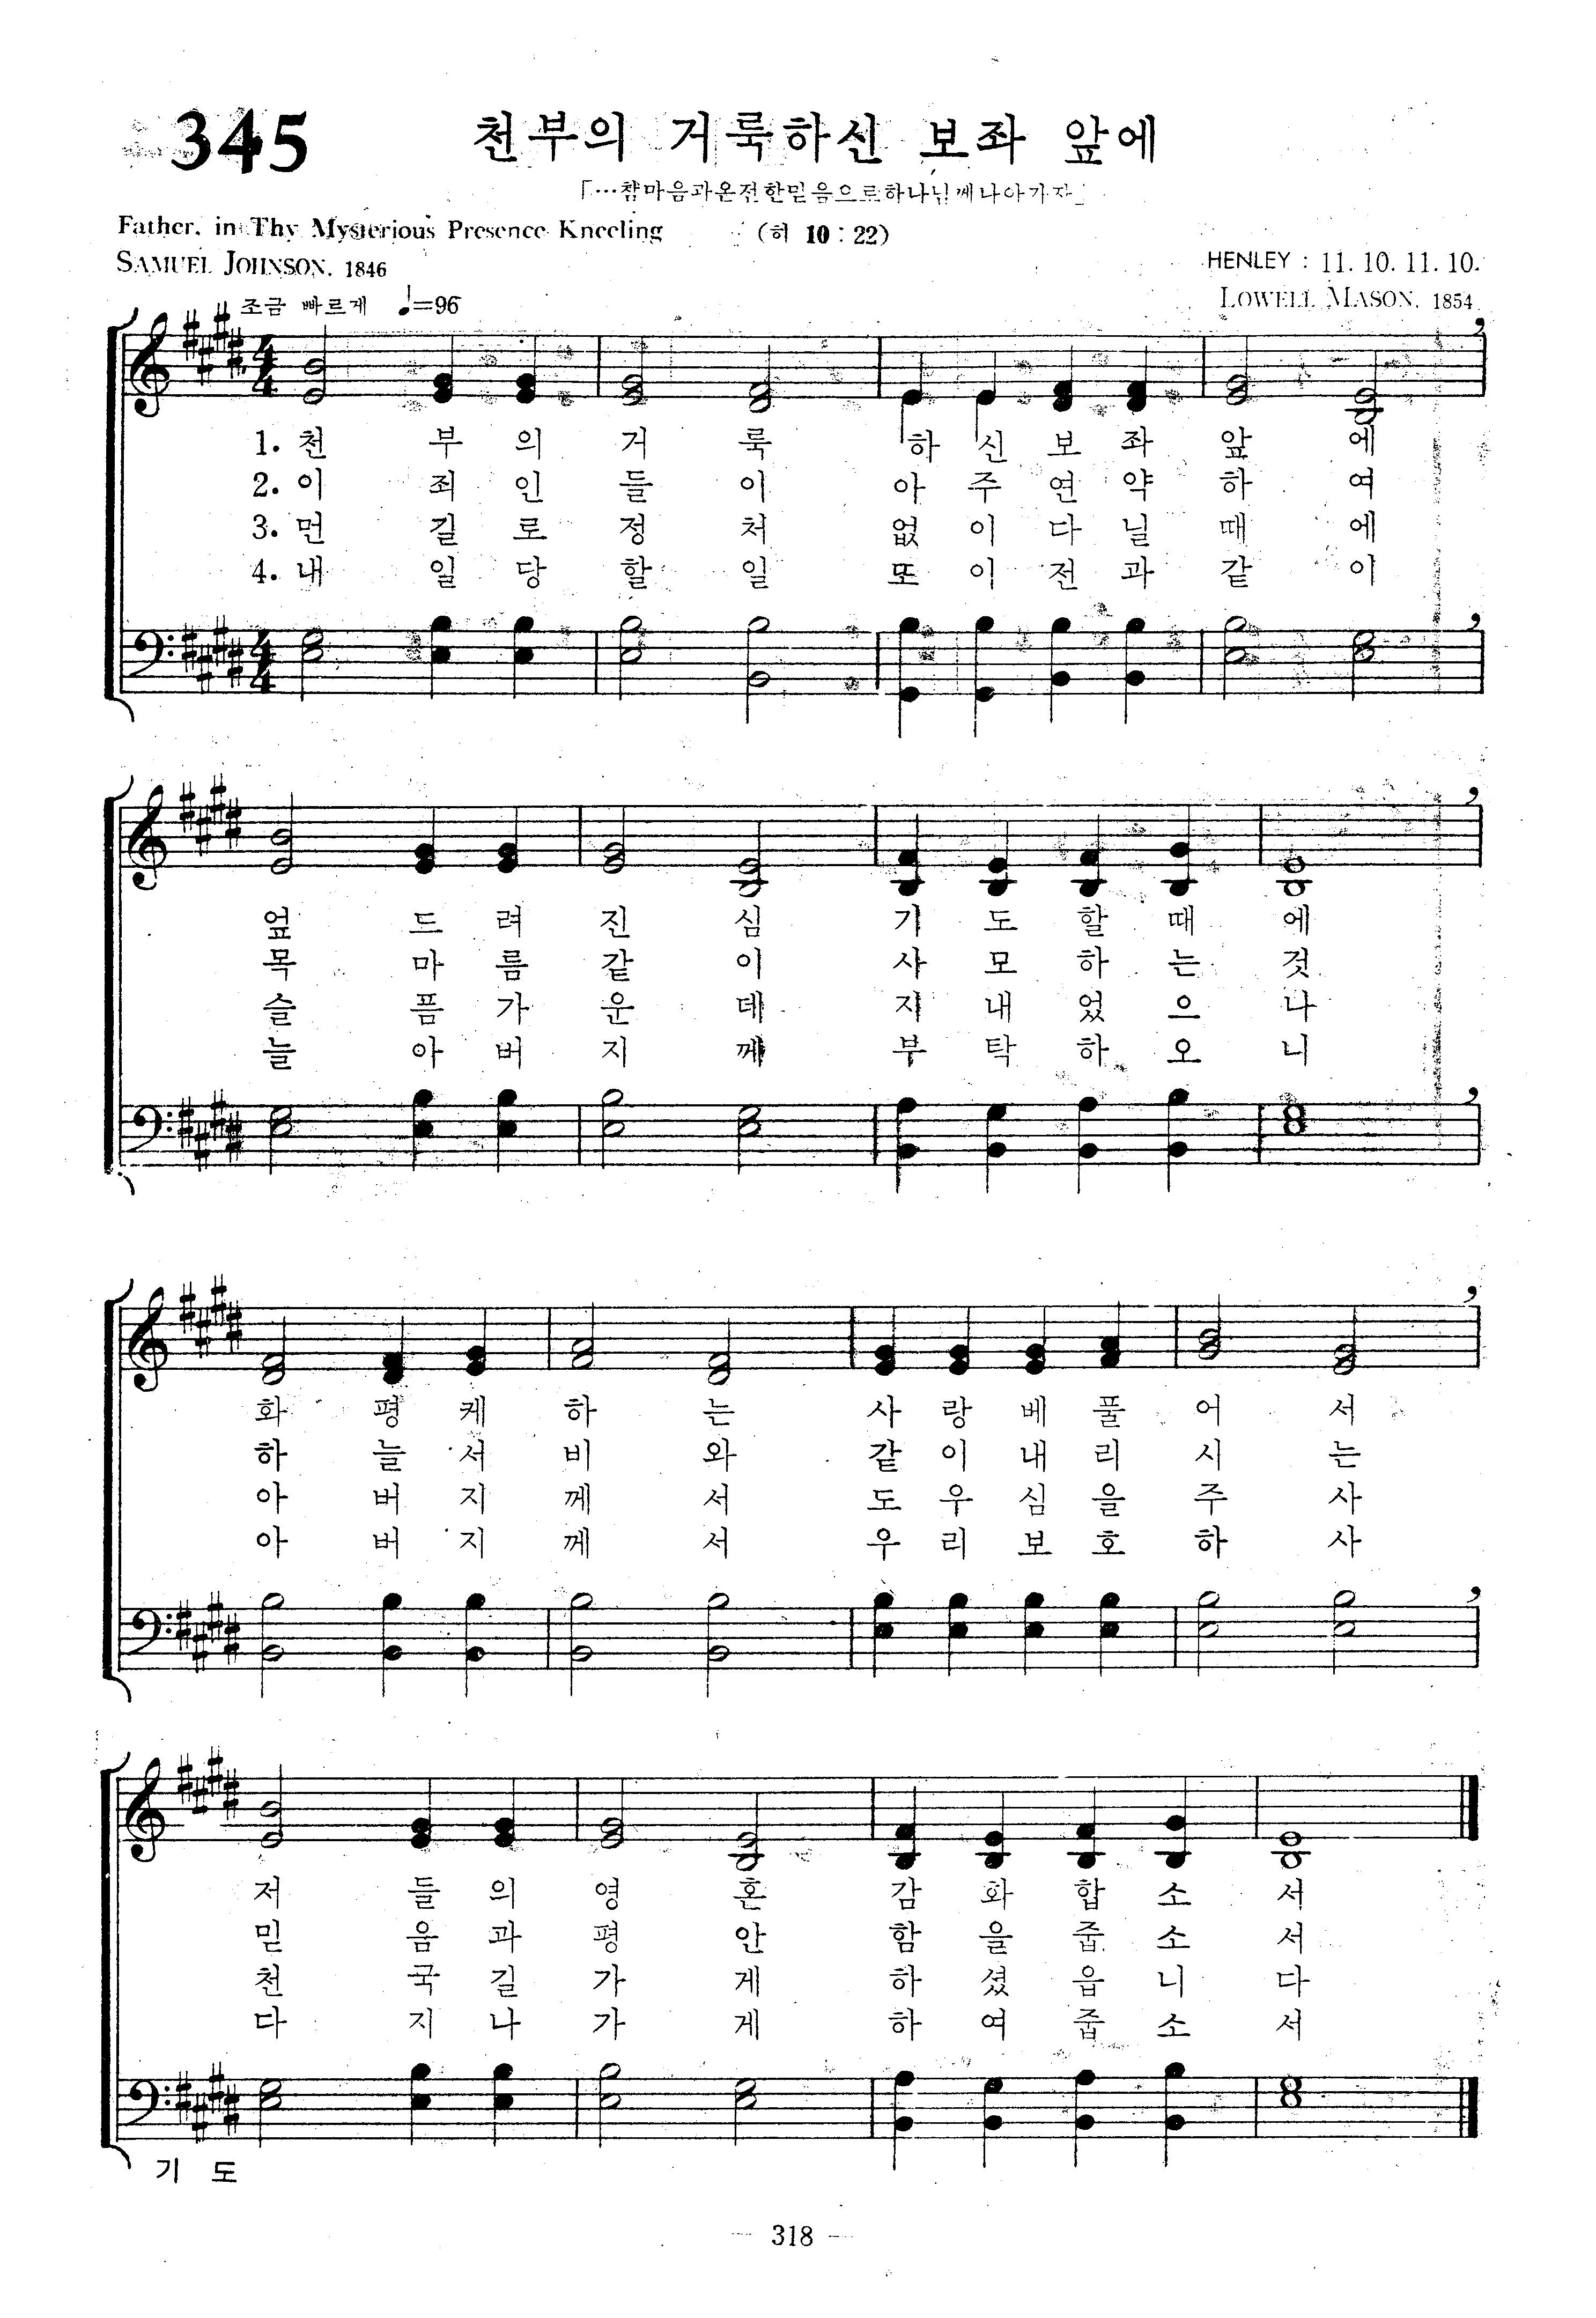 345 천부의 거룩하신 보좌 앞에
「…참마음과온전한믿음으로하나님께나아가자」
Father, in Thy Mysterious Presence Kneeling (히 10 : 22)
SAMUEL JOHNSON. 1846 HENLEY : 11. 10. 11. 10.
조금 빠르게 ♩=96 LOWELL MASON. 1854
1. 천 부 의 거 룩 하 신 보 좌 앞 에
2. 이 죄 인 들 이 아 주 연 약 하 여
3. 먼 길 로 정 처 없 이 다 닐 때 에
4. 내 일 당 할 일 또 이 전 과 같 이
엎 드 려 진 심 기 도 할 때 에
목 마 름 같 이 사 모 하 는 것
슬 픔 가 운 데 지 내 었 으 나
늘 아 버 지 께 부 탁 하 오 니
화 평 케 하 는 사 랑 베 풀 어 서
하 늘 서 비 와 같 이 내 리 시 는
아 버 지 께 서 도 우 심 을 주 사
아 버 지 께 서 우 리 보 호 하 사
저 들 의 영 혼 감 화 합 소 서
믿 음 과 평 안 함 을 줍 소 서
천 국 길 가 게 하 셨 읍 니 다
다 지 나 가 게 하 여 줍 소 서
기 도
— 318 —